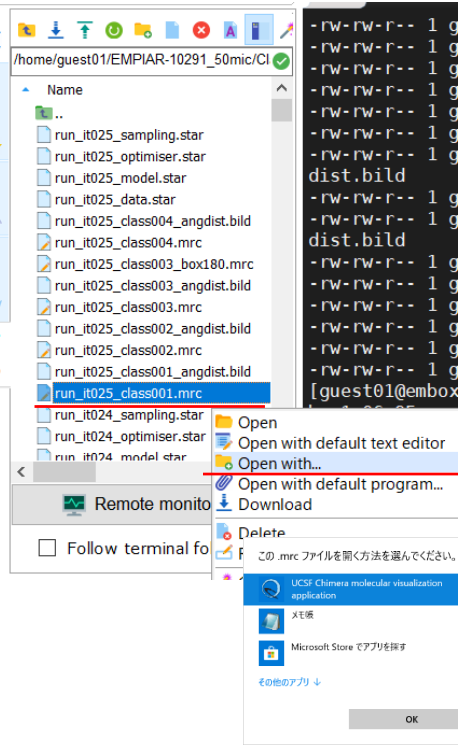 /home/guest01/EMPIAR-10291_50mic/Cl
Name
..
run_it025_sampling.star
run_it025_optimiser.star
run_it025_model.star
run_it025_data.star
run_it025_class004_angdist.bild
run_it025_class004.mrc
run_it025_class003_box180.mrc
run_it025_class003_angdist.bild
run_it025_class003.mrc
run_it025_class002_angdist.bild
run_it025_class002.mrc
run_it025_class001_angdist.bild
run_it025_class001.mrc
run_it024_sampling.star
run_it024_optimiser.star
run_it024_model.star
Remote monito
Follow terminal fo
-rw-rw-r-- 1 g
-rw-rw-r-- 1 g
-rw-rw-r-- 1 g
-rw-rw-r-- 1 g
-rw-rw-r-- 1 g
-rw-rw-r-- 1 g
-rw-rw-r-- 1 g
dist.bild
-rw-rw-r-- 1 g
-rw-rw-r-- 1 g
dist.bild
-rw-rw-r-- 1 g
-rw-rw-r-- 1 g
-rw-rw-r-- 1 g
-rw-rw-r-- 1 g
-rw-rw-r-- 1 g
-rw-rw-r-- 1 g
[guest01@embox
Open
Open with default text editor
Open with...
Open with default program...
Download
Delete
この .mrc ファイルを開く方法を選んでください。
UCSF Chimera molecular visualization
application
メモ帳
Microsoft Store でアプリを探す
その他のアプリ ↓
OK